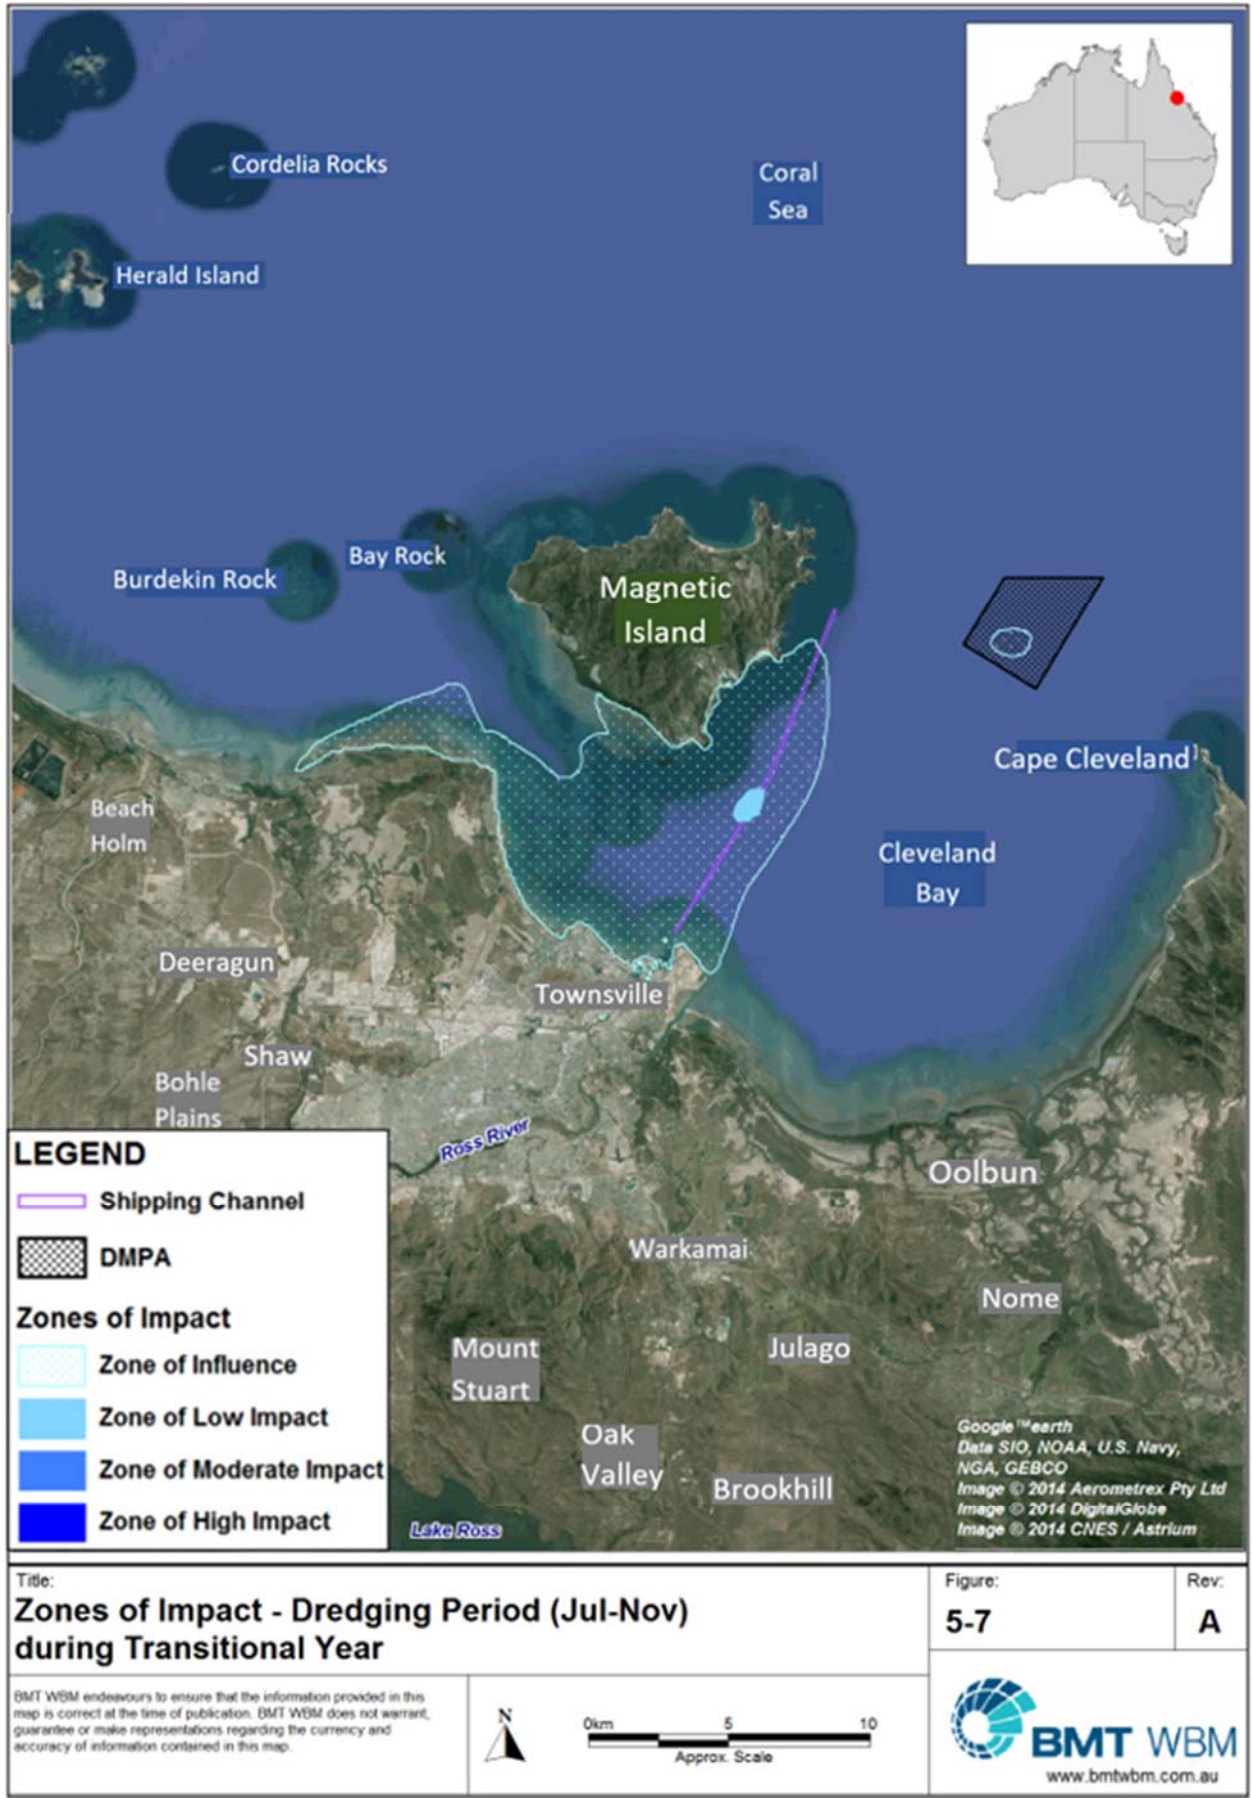 Cordelia Rocks
Coral
Sea
Herald Island
Bay Rock
Burdekin Rock
Magnetic
Island
Cape Cleveland
Beach
Holm
Cleveland
Bay
Deeragun
Townsville
Shaw
Bohle
Plains
Ross River
Oolbun
Warkamai
Nome
Mount
Stuart
Julago
Oak
Valley
Brookhill
Lake Ross
LEGEND
Shipping Channel
DMPA
Zones of Impact
Zone of Influence
Zone of Low Impact
Zone of Moderate Impact
Zone of High Impact
Google™earth
Data SIO, NOAA, U.S. Navy,
NGA, GEBCO
Image © 2014 Aerometrex Pty Ltd
Image © 2014 DigitalGlobe
Image © 2014 CNES / Astrium
Title:
Zones of Impact - Dredging Period (Jul-Nov)
during Transitional Year
Figure:
5-7
Rev:
A
BMT WBM endeavours to ensure that the information provided in this
map is correct at the time of publication. BMT WBM does not warrant,
guarantee or make representations regarding the currency and
accuracy of information contained in this map.
N
0km 5 10
Approx. Scale
BMT WBM
www.bmtwbm.com.au